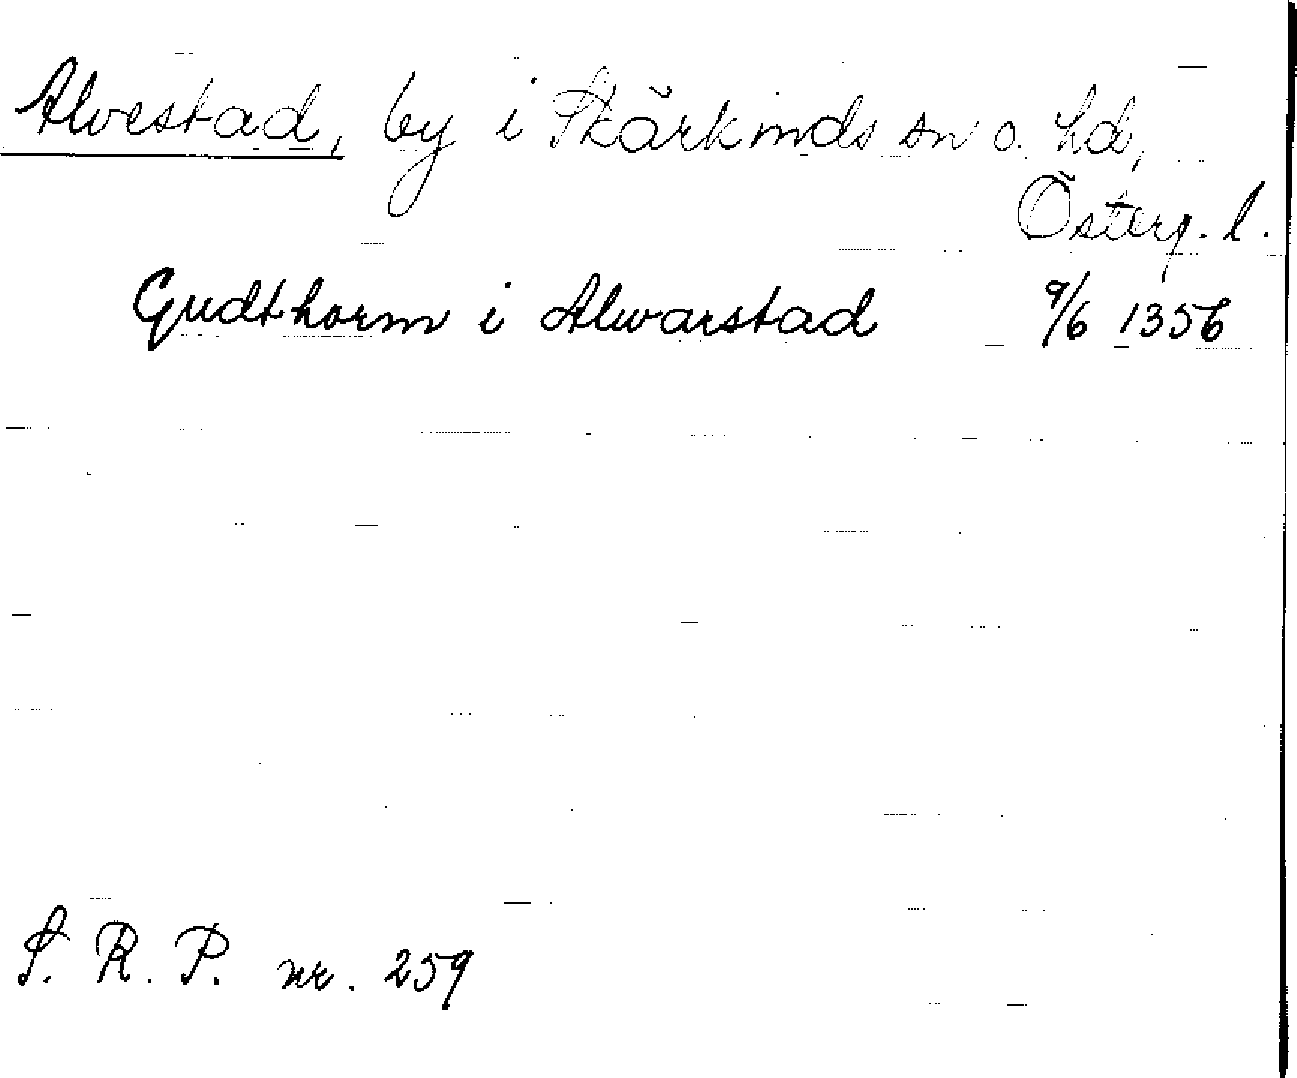 Alvestad, by i Skärkinds sn o. hd,
Österg. l.
Gudthorm i Alwarstad 9/6 1356
S. R. P. nr. 259